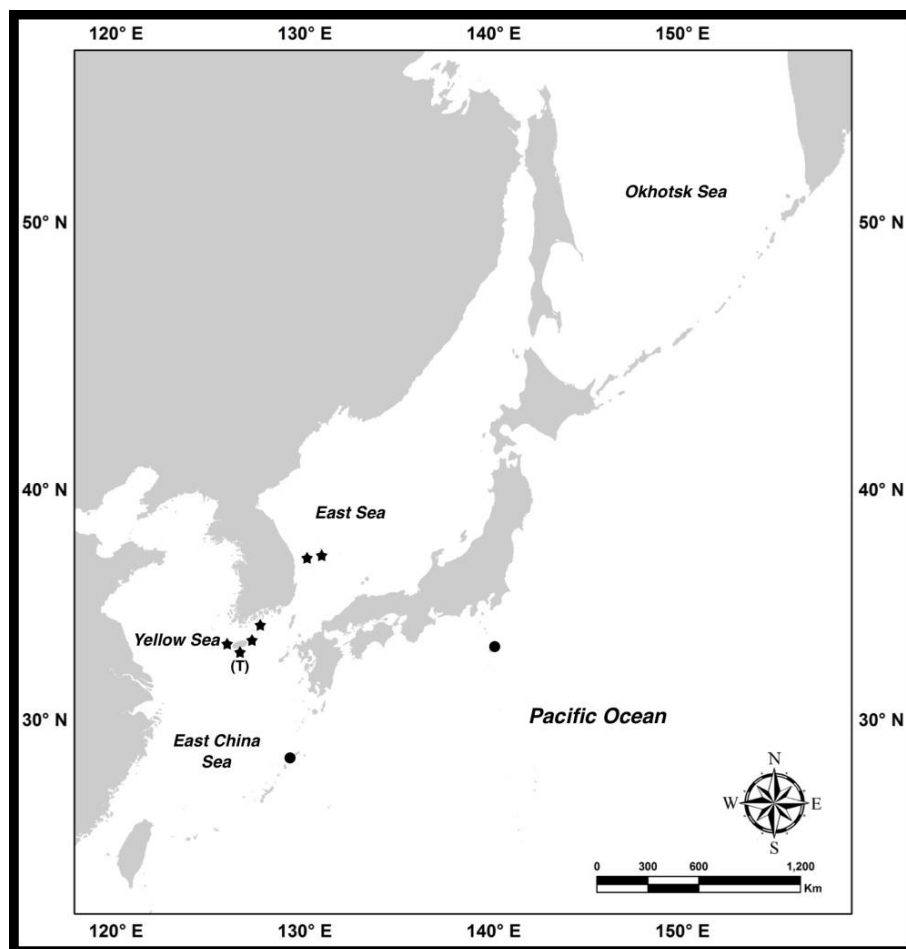 120° E 130° E 140° E 150° E
Okhotsk Sea
50° N 50° N
40° N 40° N
East Sea
Yellow Sea
(T)
Pacific Ocean
30° N 30° N
East China
Sea
N
W E
S
0 300 600 1,200
Km
120° E 130° E 140° E 150° E